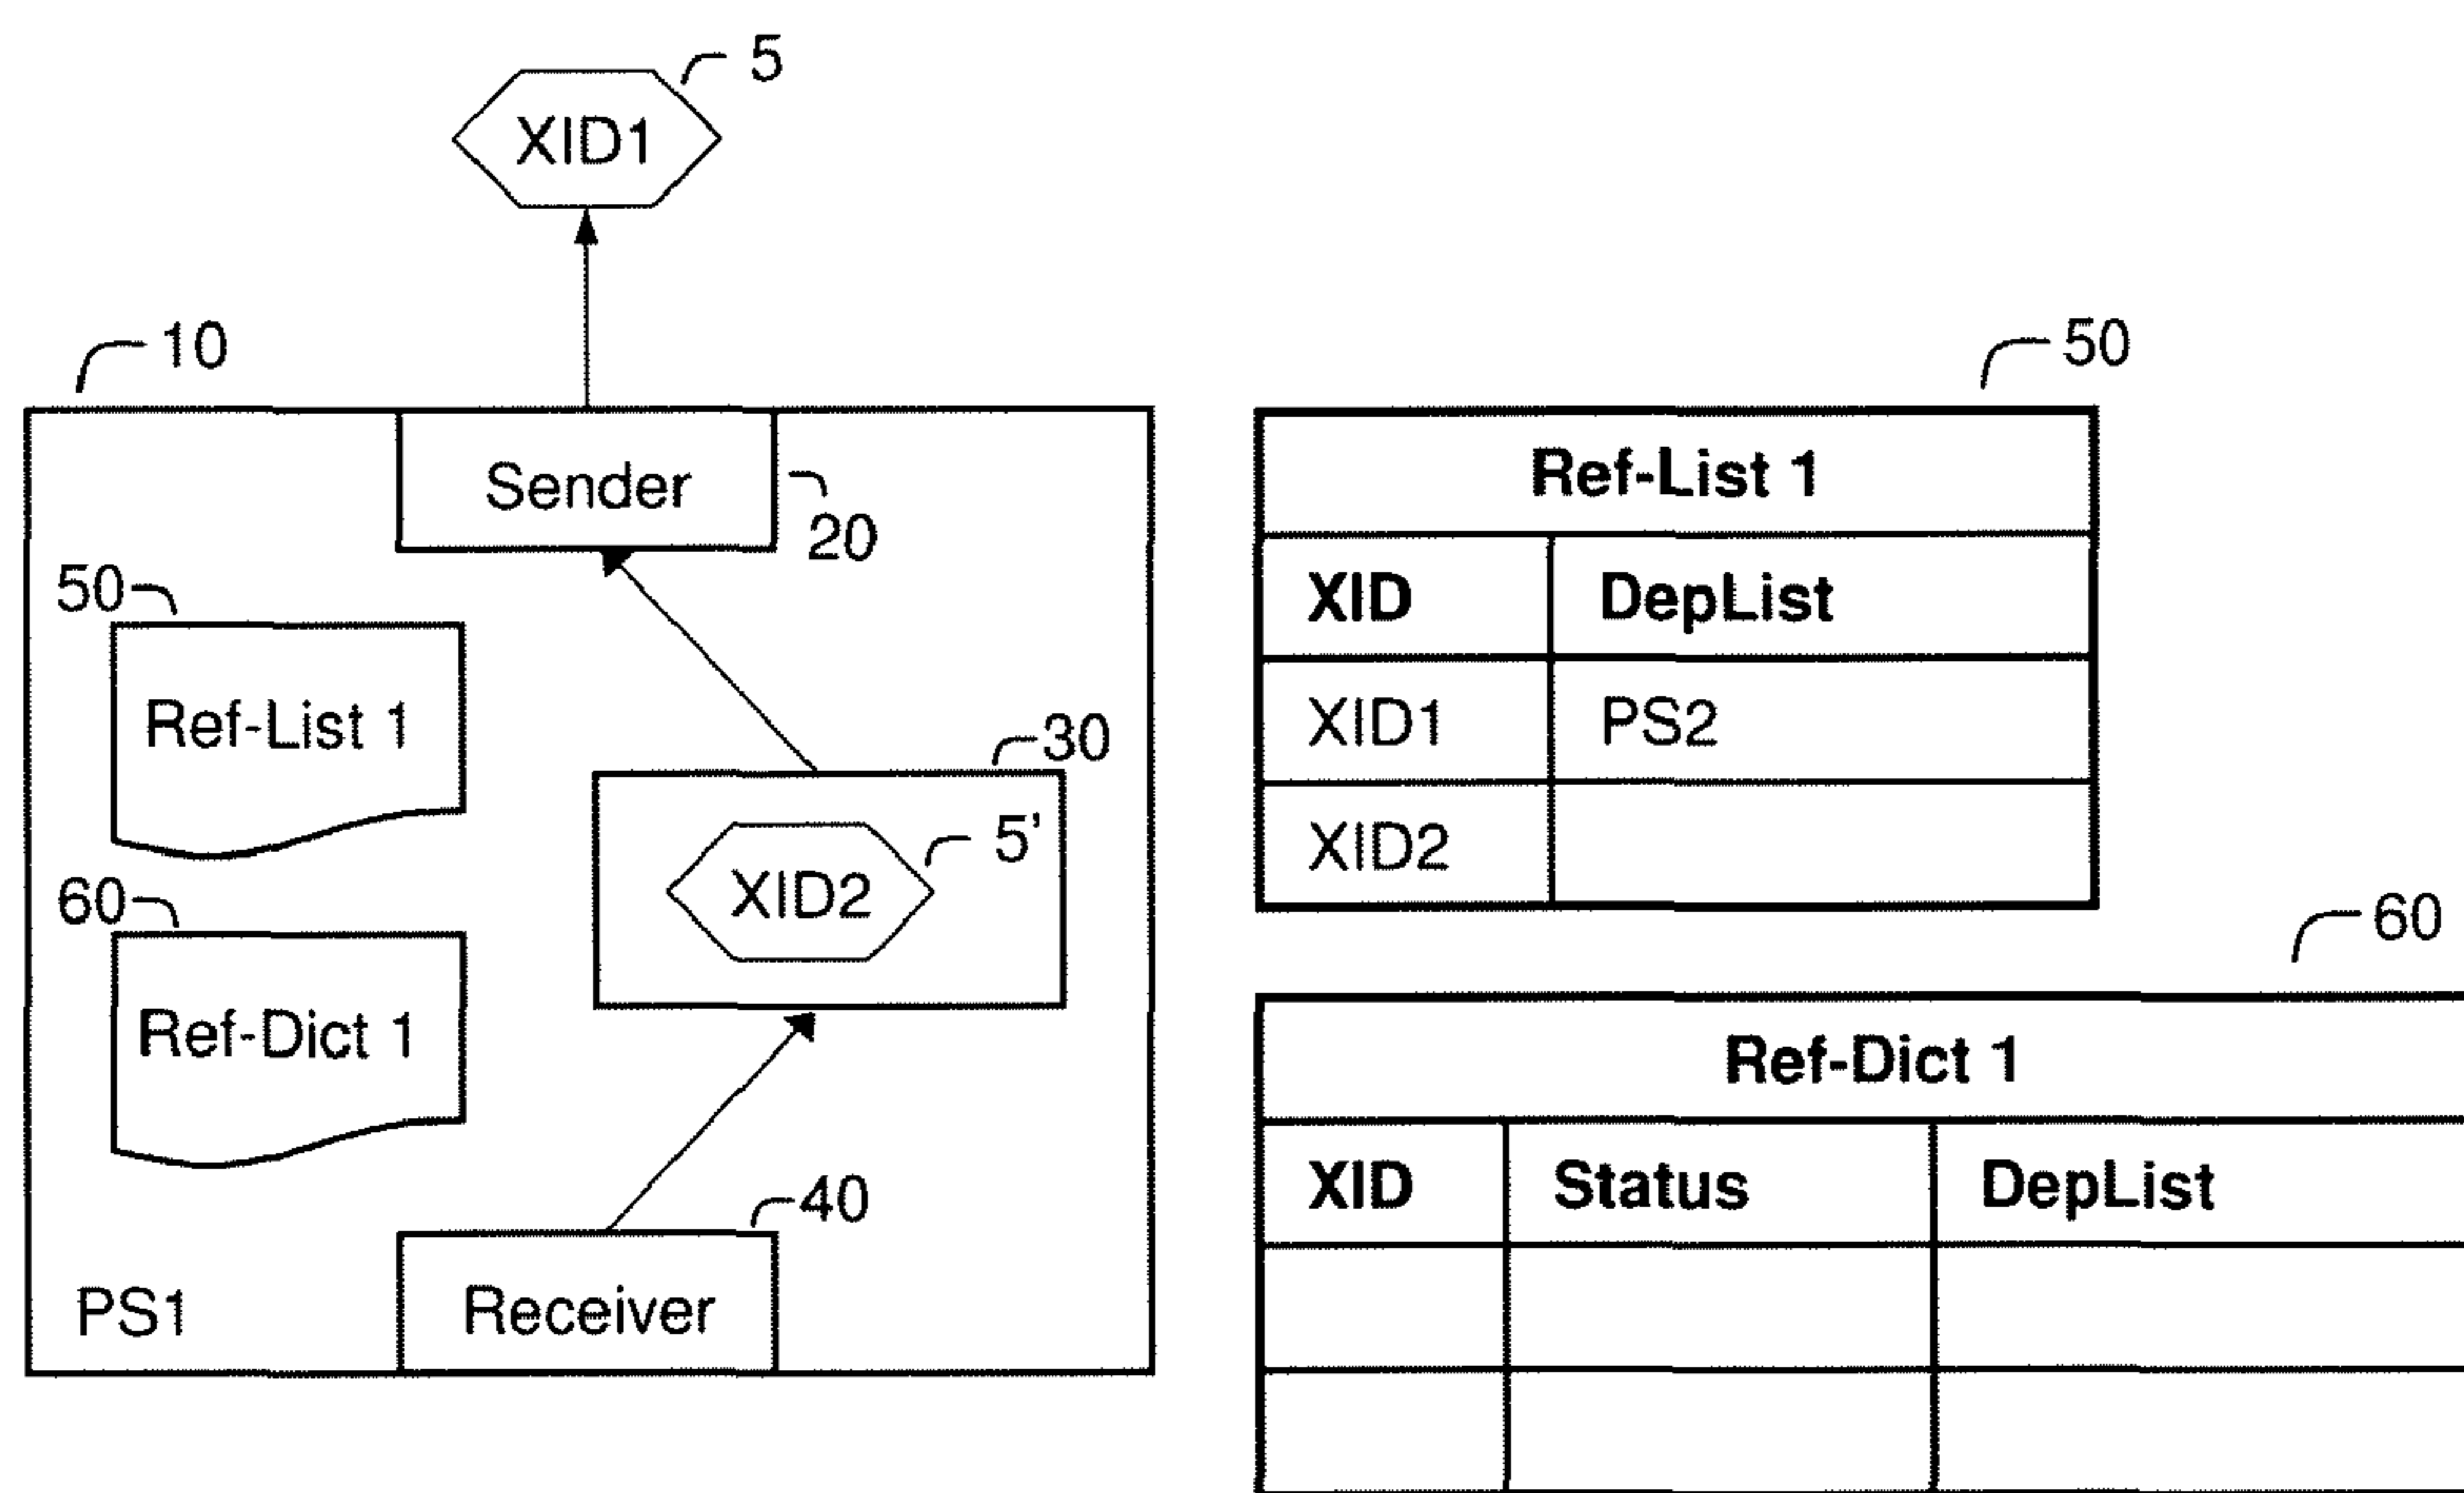 5
XID1
10
Sender
20
50
Ref-List 1
30
5'
XID2
60
Ref-Dict 1
40
PS1
Receiver
50
Ref-List 1
XID DepList
XID1 PS2
XID2
60
Ref-Dict 1
XID Status DepList